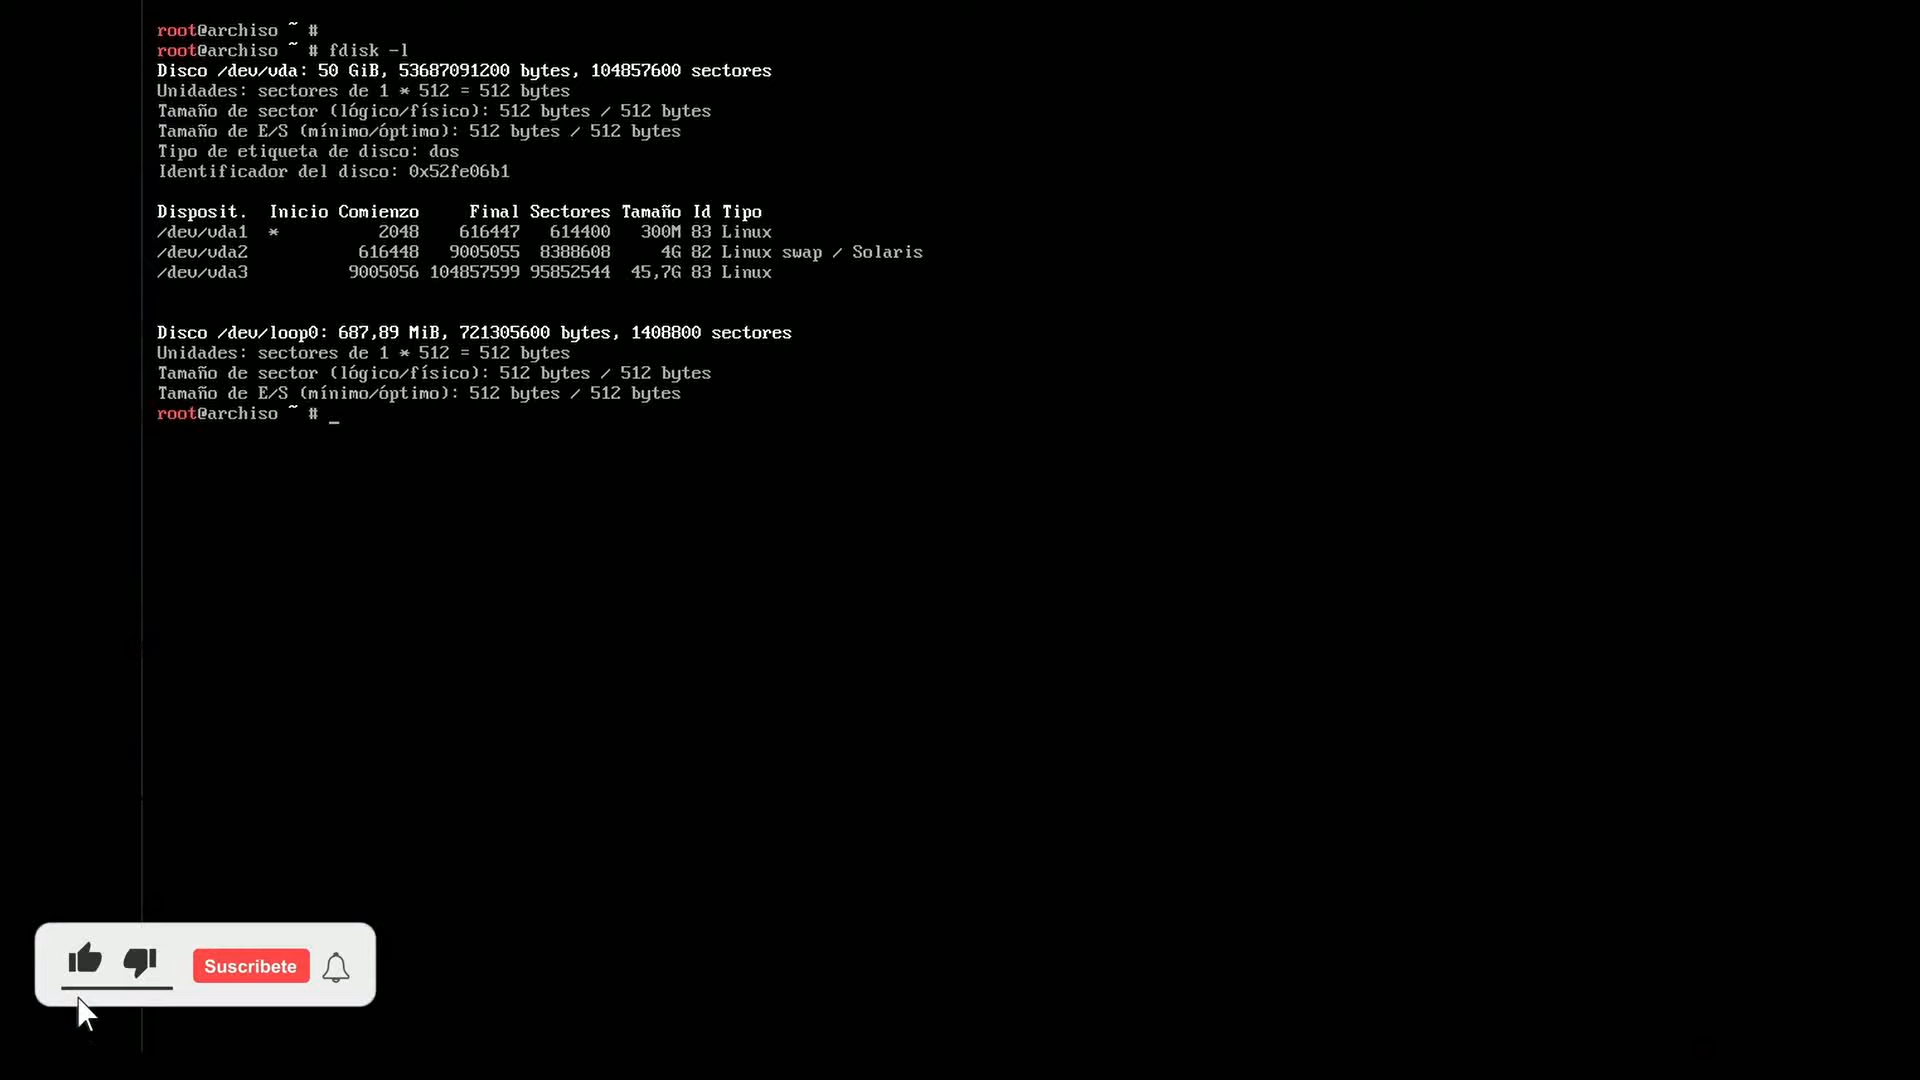 root@archiso ~ #
root@archiso ~ # fdisk -l
Disco /dev/vda: 50 GiB, 53687091200 bytes, 104857600 sectores
Unidades: sectores de 1 * 512 = 512 bytes
Tamaño de sector (lógico/físico): 512 bytes / 512 bytes
Tamaño de E/S (mínimo/óptimo): 512 bytes / 512 bytes
Tipo de etiqueta de disco: dos
Identificador del disco: 0x52fe06b1
Disposit. Inicio Comienzo Final Sectores Tamaño Id Tipo
/dev/vda1 * 2048 616447 614400 300M 83 Linux
/dev/vda2 616448 9005055 8388608 4G 82 Linux swap / Solaris
/dev/vda3 9005056 104857599 95852544 45,7G 83 Linux
Disco /dev/loop0: 687,89 MiB, 721305600 bytes, 1408800 sectores
Unidades: sectores de 1 * 512 = 512 bytes
Tamaño de sector (lógico/físico): 512 bytes / 512 bytes
Tamaño de E/S (mínimo/óptimo): 512 bytes / 512 bytes
root@archiso ~ # _
Suscribete